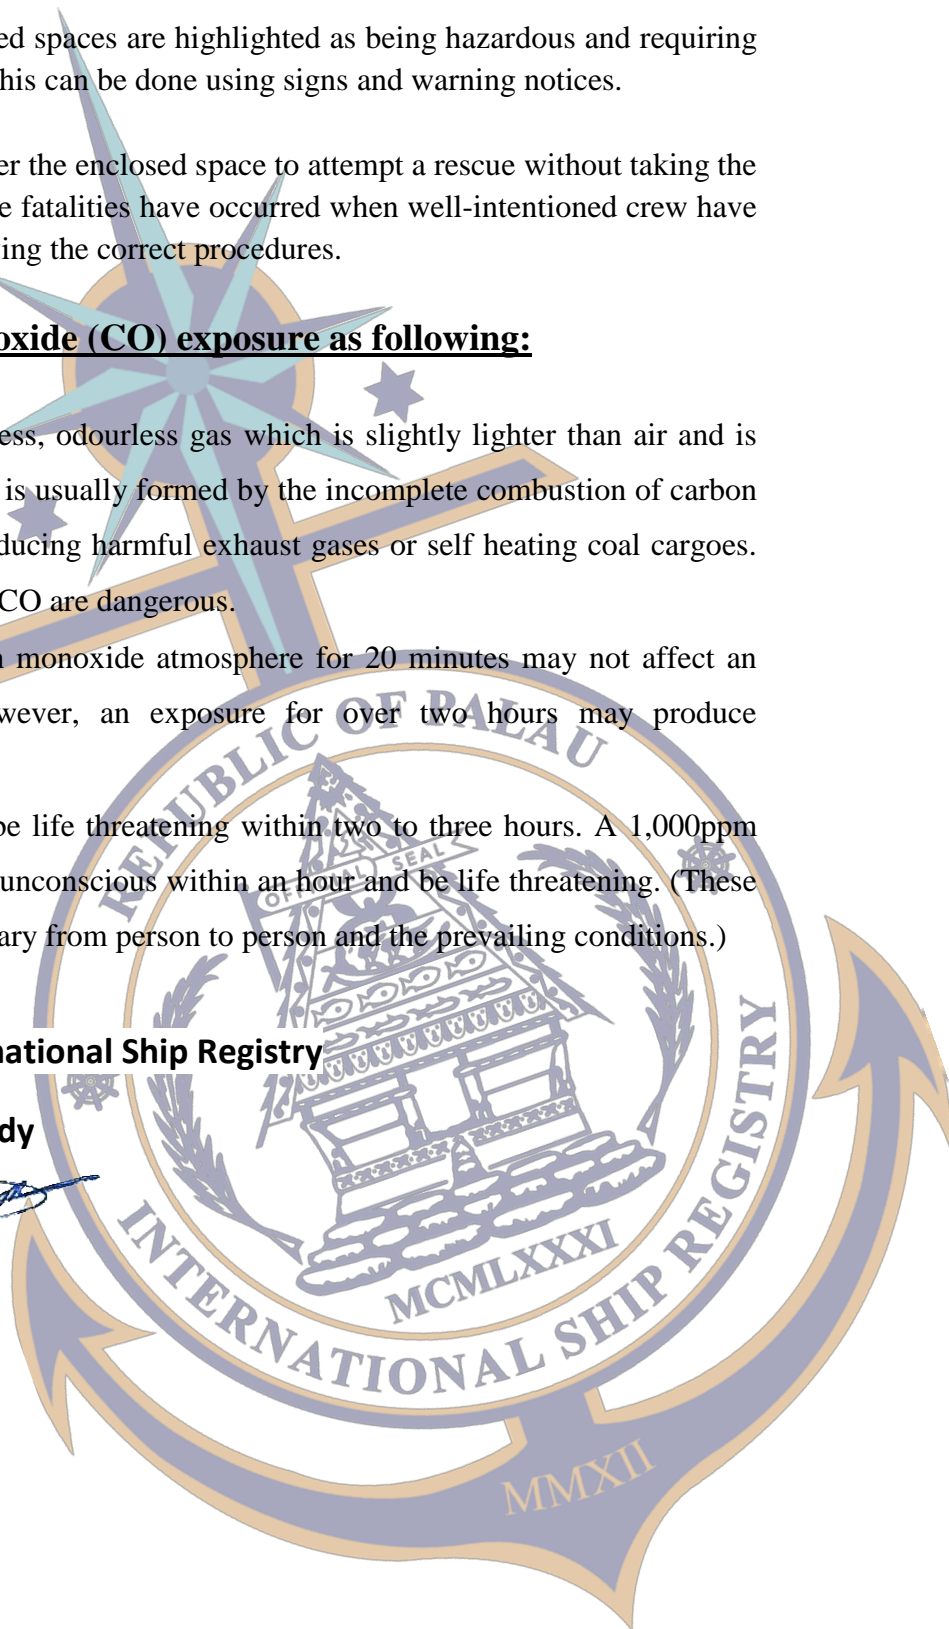 ed spaces are highlighted as being hazardous and requiring
his can be done using signs and warning notices.
er the enclosed space to attempt a rescue without taking the
e fatalities have occurred when well-intentioned crew have
ing the correct procedures.
oxide (CO) exposure as following:
ess, odourless gas which is slightly lighter than air and is
is usually formed by the incomplete combustion of carbon
ducing harmful exhaust gases or self heating coal cargoes.
CO are dangerous.
n monoxide atmosphere for 20 minutes may not affect an
wever, an exposure for over two hours may produce
be life threatening within two to three hours. A 1,000ppm
unconscious within an hour and be life threatening. (These
ary from person to person and the prevailing conditions.)
national Ship Registry
dy
REPUBLIC OF PALAU
OFFICIAL SEAL
MCMLXXXI
INTERNATIONAL SHIP REGISTRY
MMXII